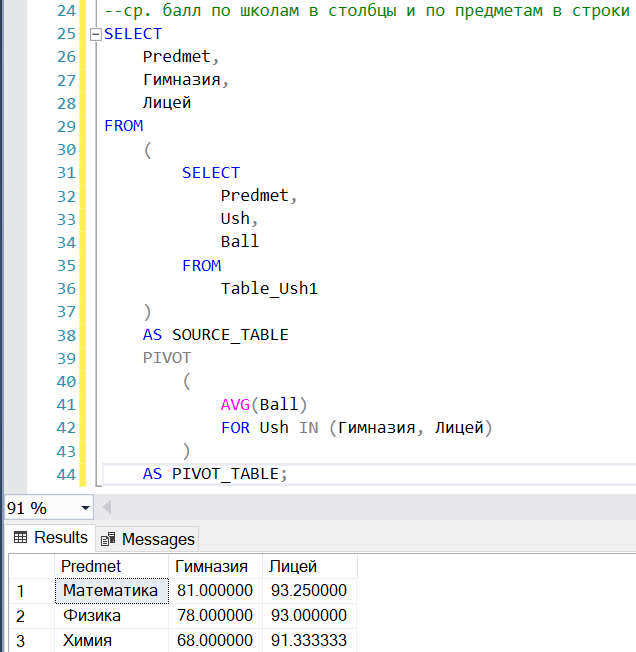 24 --ср. балл по школам в столбцы и по предметам в строки
25 SELECT
26 Predmet,
27 Гимназия,
28 Лицей
29 FROM
30 (
31 SELECT
32 Predmet,
33 Ush,
34 Ball
35 FROM
36 Table_Ush1
37 )
38 AS SOURCE_TABLE
39 PIVOT
40 (
41 AVG(Ball)
42 FOR Ush IN (Гимназия, Лицей)
43 )
44 AS PIVOT_TABLE;
91 %
Results Messages
Predmet Гимназия Лицей
1 Математика 81.000000 93.250000
2 Физика 78.000000 93.000000
3 Химия 68.000000 91.333333